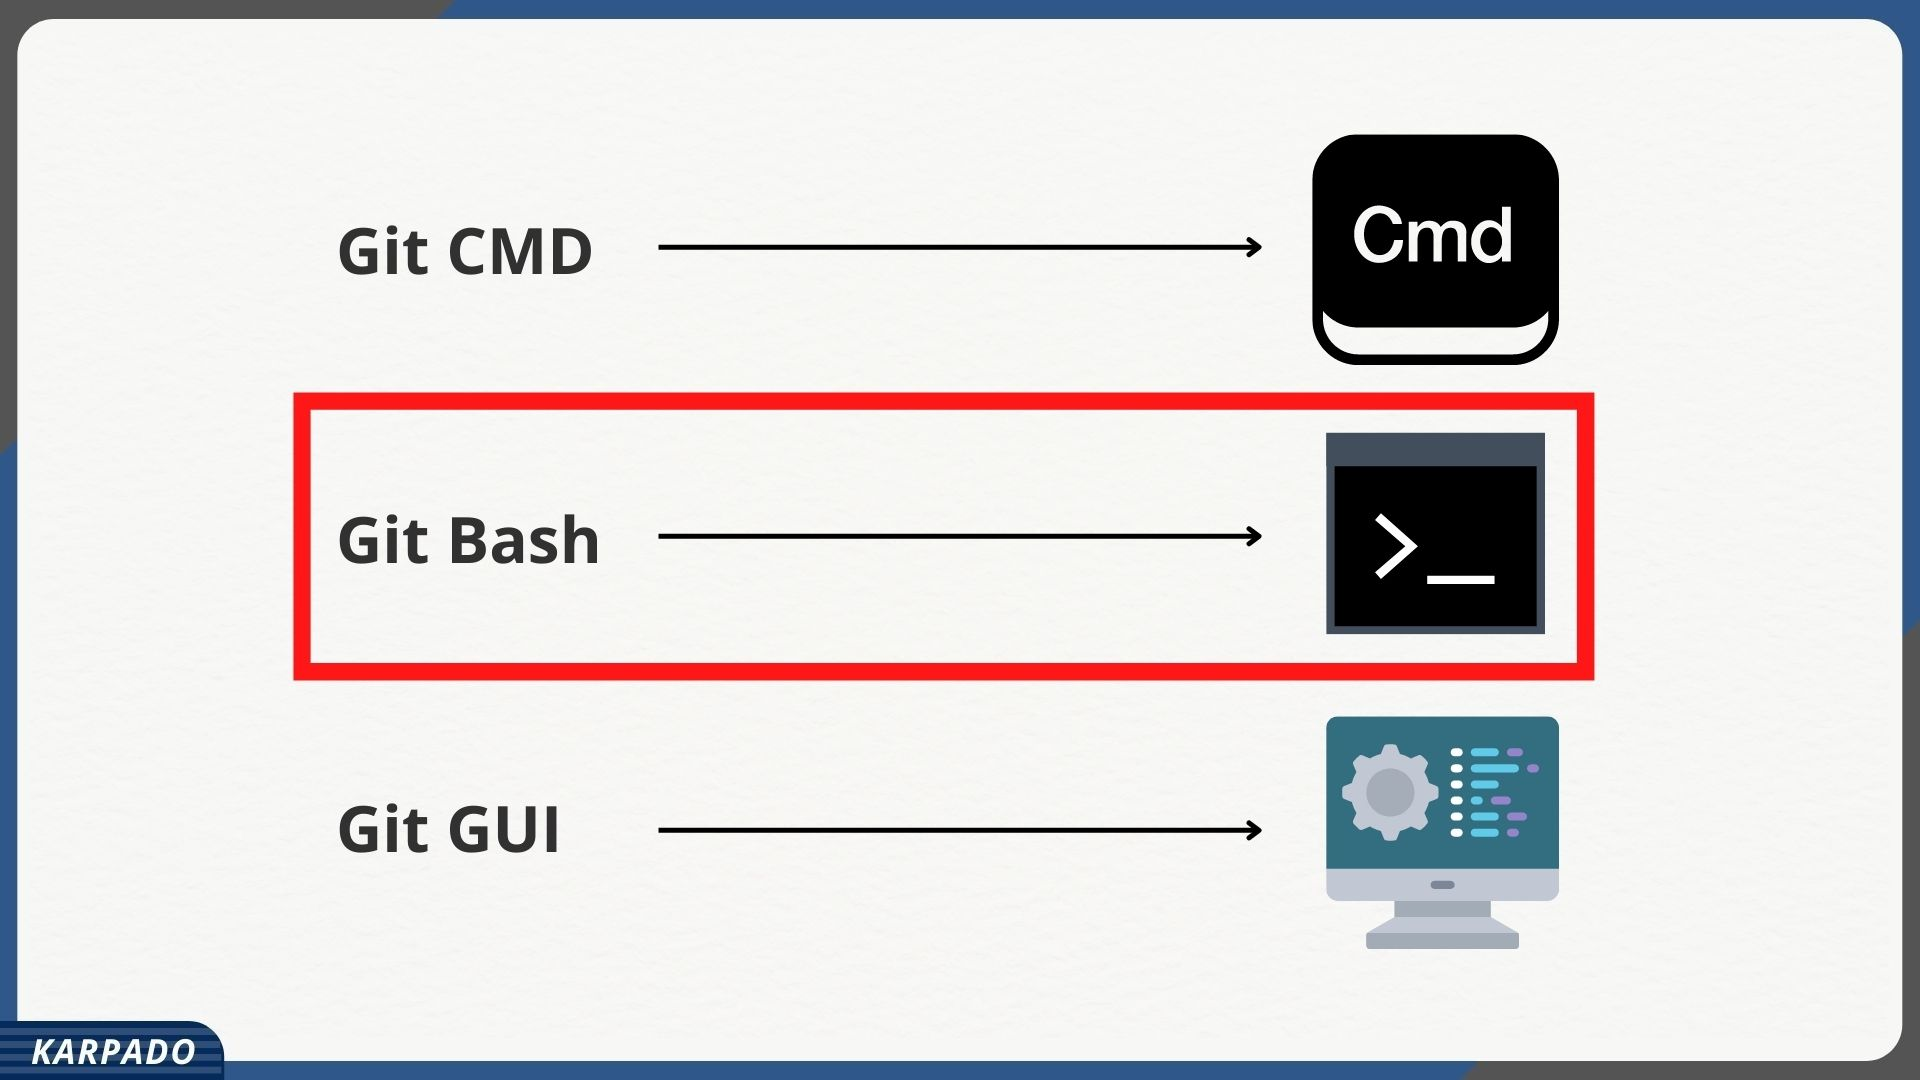 Git CMD
Cmd
Git Bash
>_
Git GUI
KARPADO